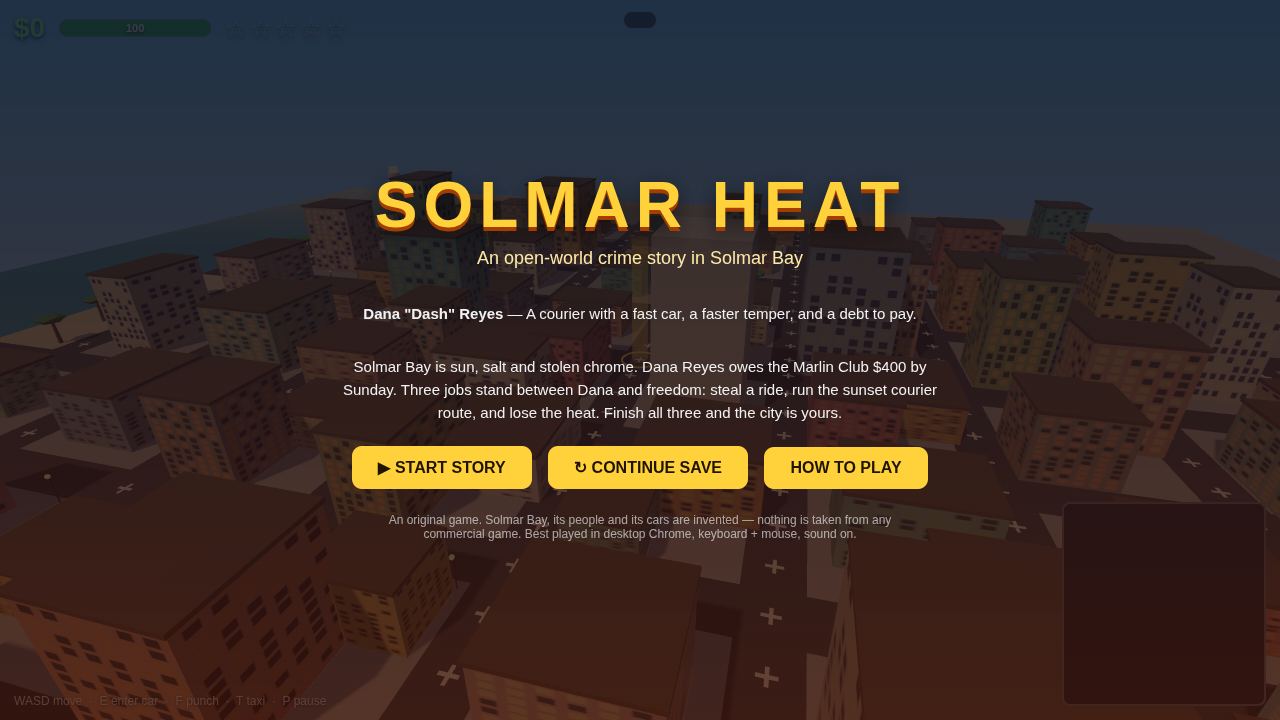 $0
100
☆ ☆ ☆ ☆ ☆
SOLMAR HEAT
An open-world crime story in Solmar Bay
Dana "Dash" Reyes — A courier with a fast car, a faster temper, and a debt to pay.
Solmar Bay is sun, salt and stolen chrome. Dana Reyes owes the Marlin Club $400 by
Sunday. Three jobs stand between Dana and freedom: steal a ride, run the sunset courier
route, and lose the heat. Finish all three and the city is yours.
▶ START STORY
↻ CONTINUE SAVE
HOW TO PLAY
An original game. Solmar Bay, its people and its cars are invented — nothing is taken from any
commercial game. Best played in desktop Chrome, keyboard + mouse, sound on.
WASD move · E enter car · F punch · T taxi · P pause